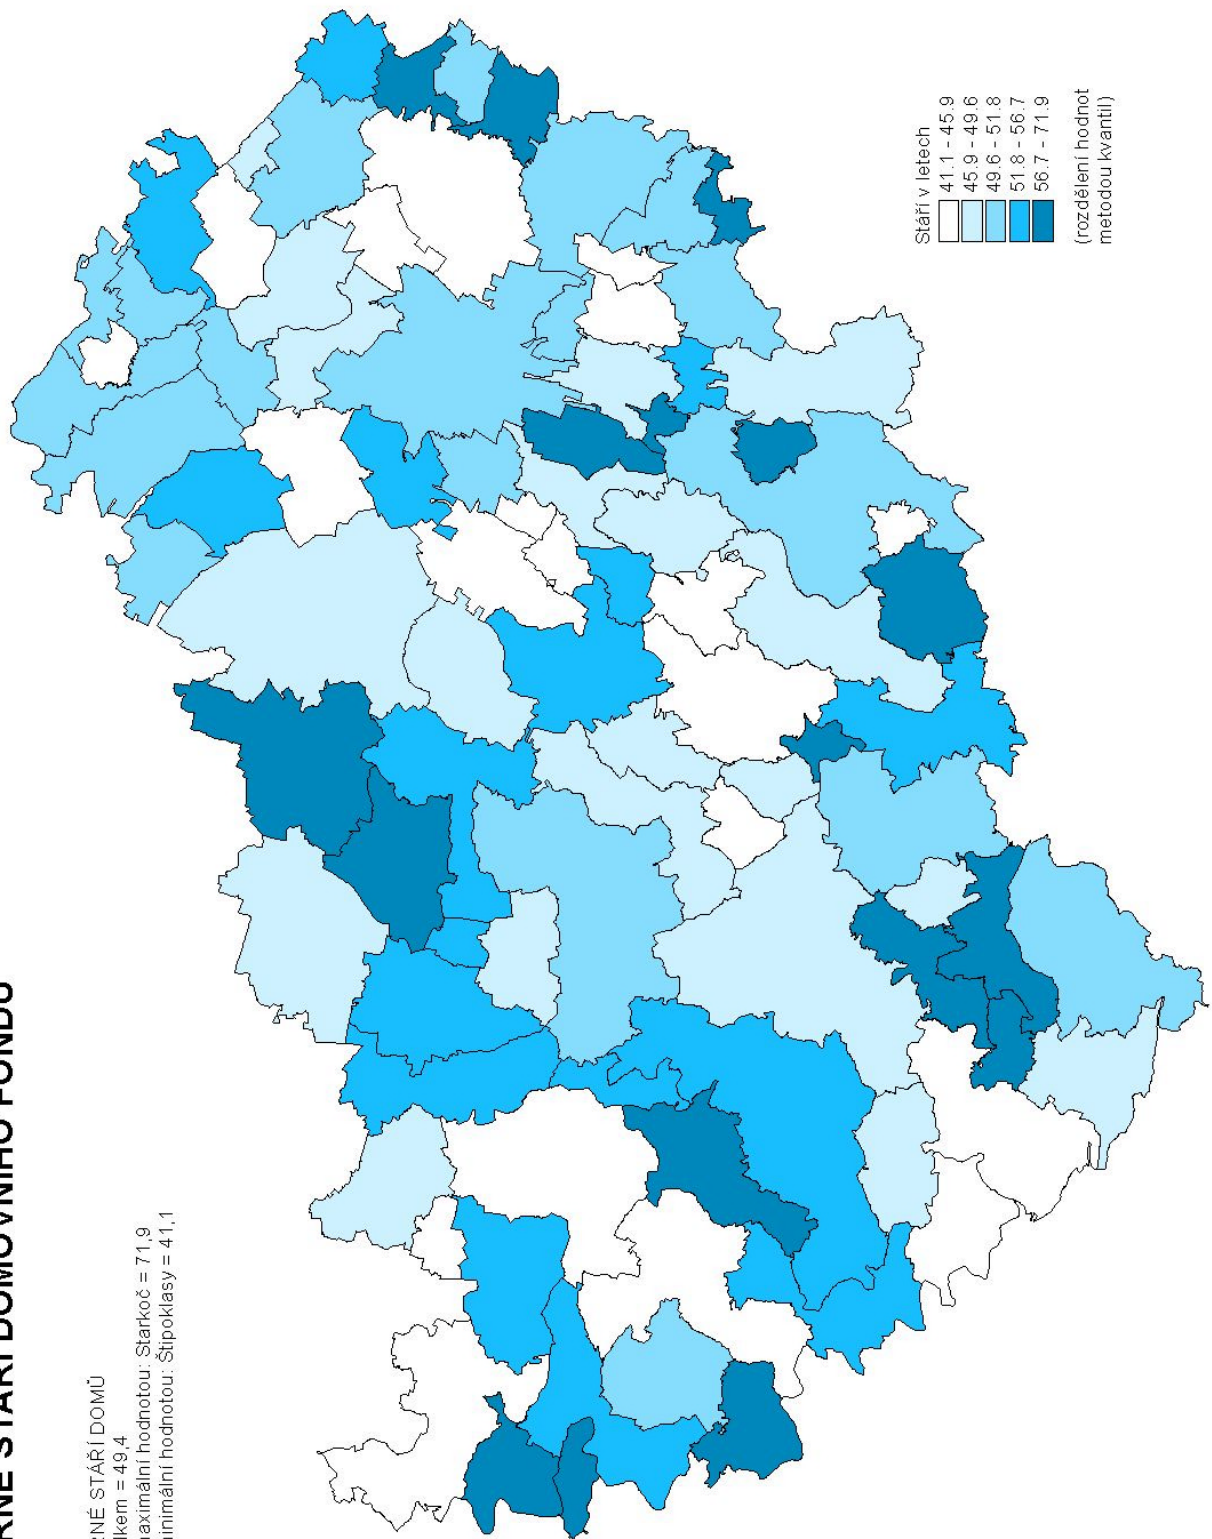 RNÉ STÁŘÍ DOMOVNÍHO FONDU
RNÉ STÁŘÍ DOMŮ
lkem = 49,4
aximální hodnotou: Starkoč = 71,9
inimální hodnotou: Štipoklasy = 41,1
Stáří v letech
41.1 - 45.9
45.9 - 49.6
49.6 - 51.8
51.8 - 56.7
56.7 - 71.9
(rozdělení hodnot
metodou kvantil)